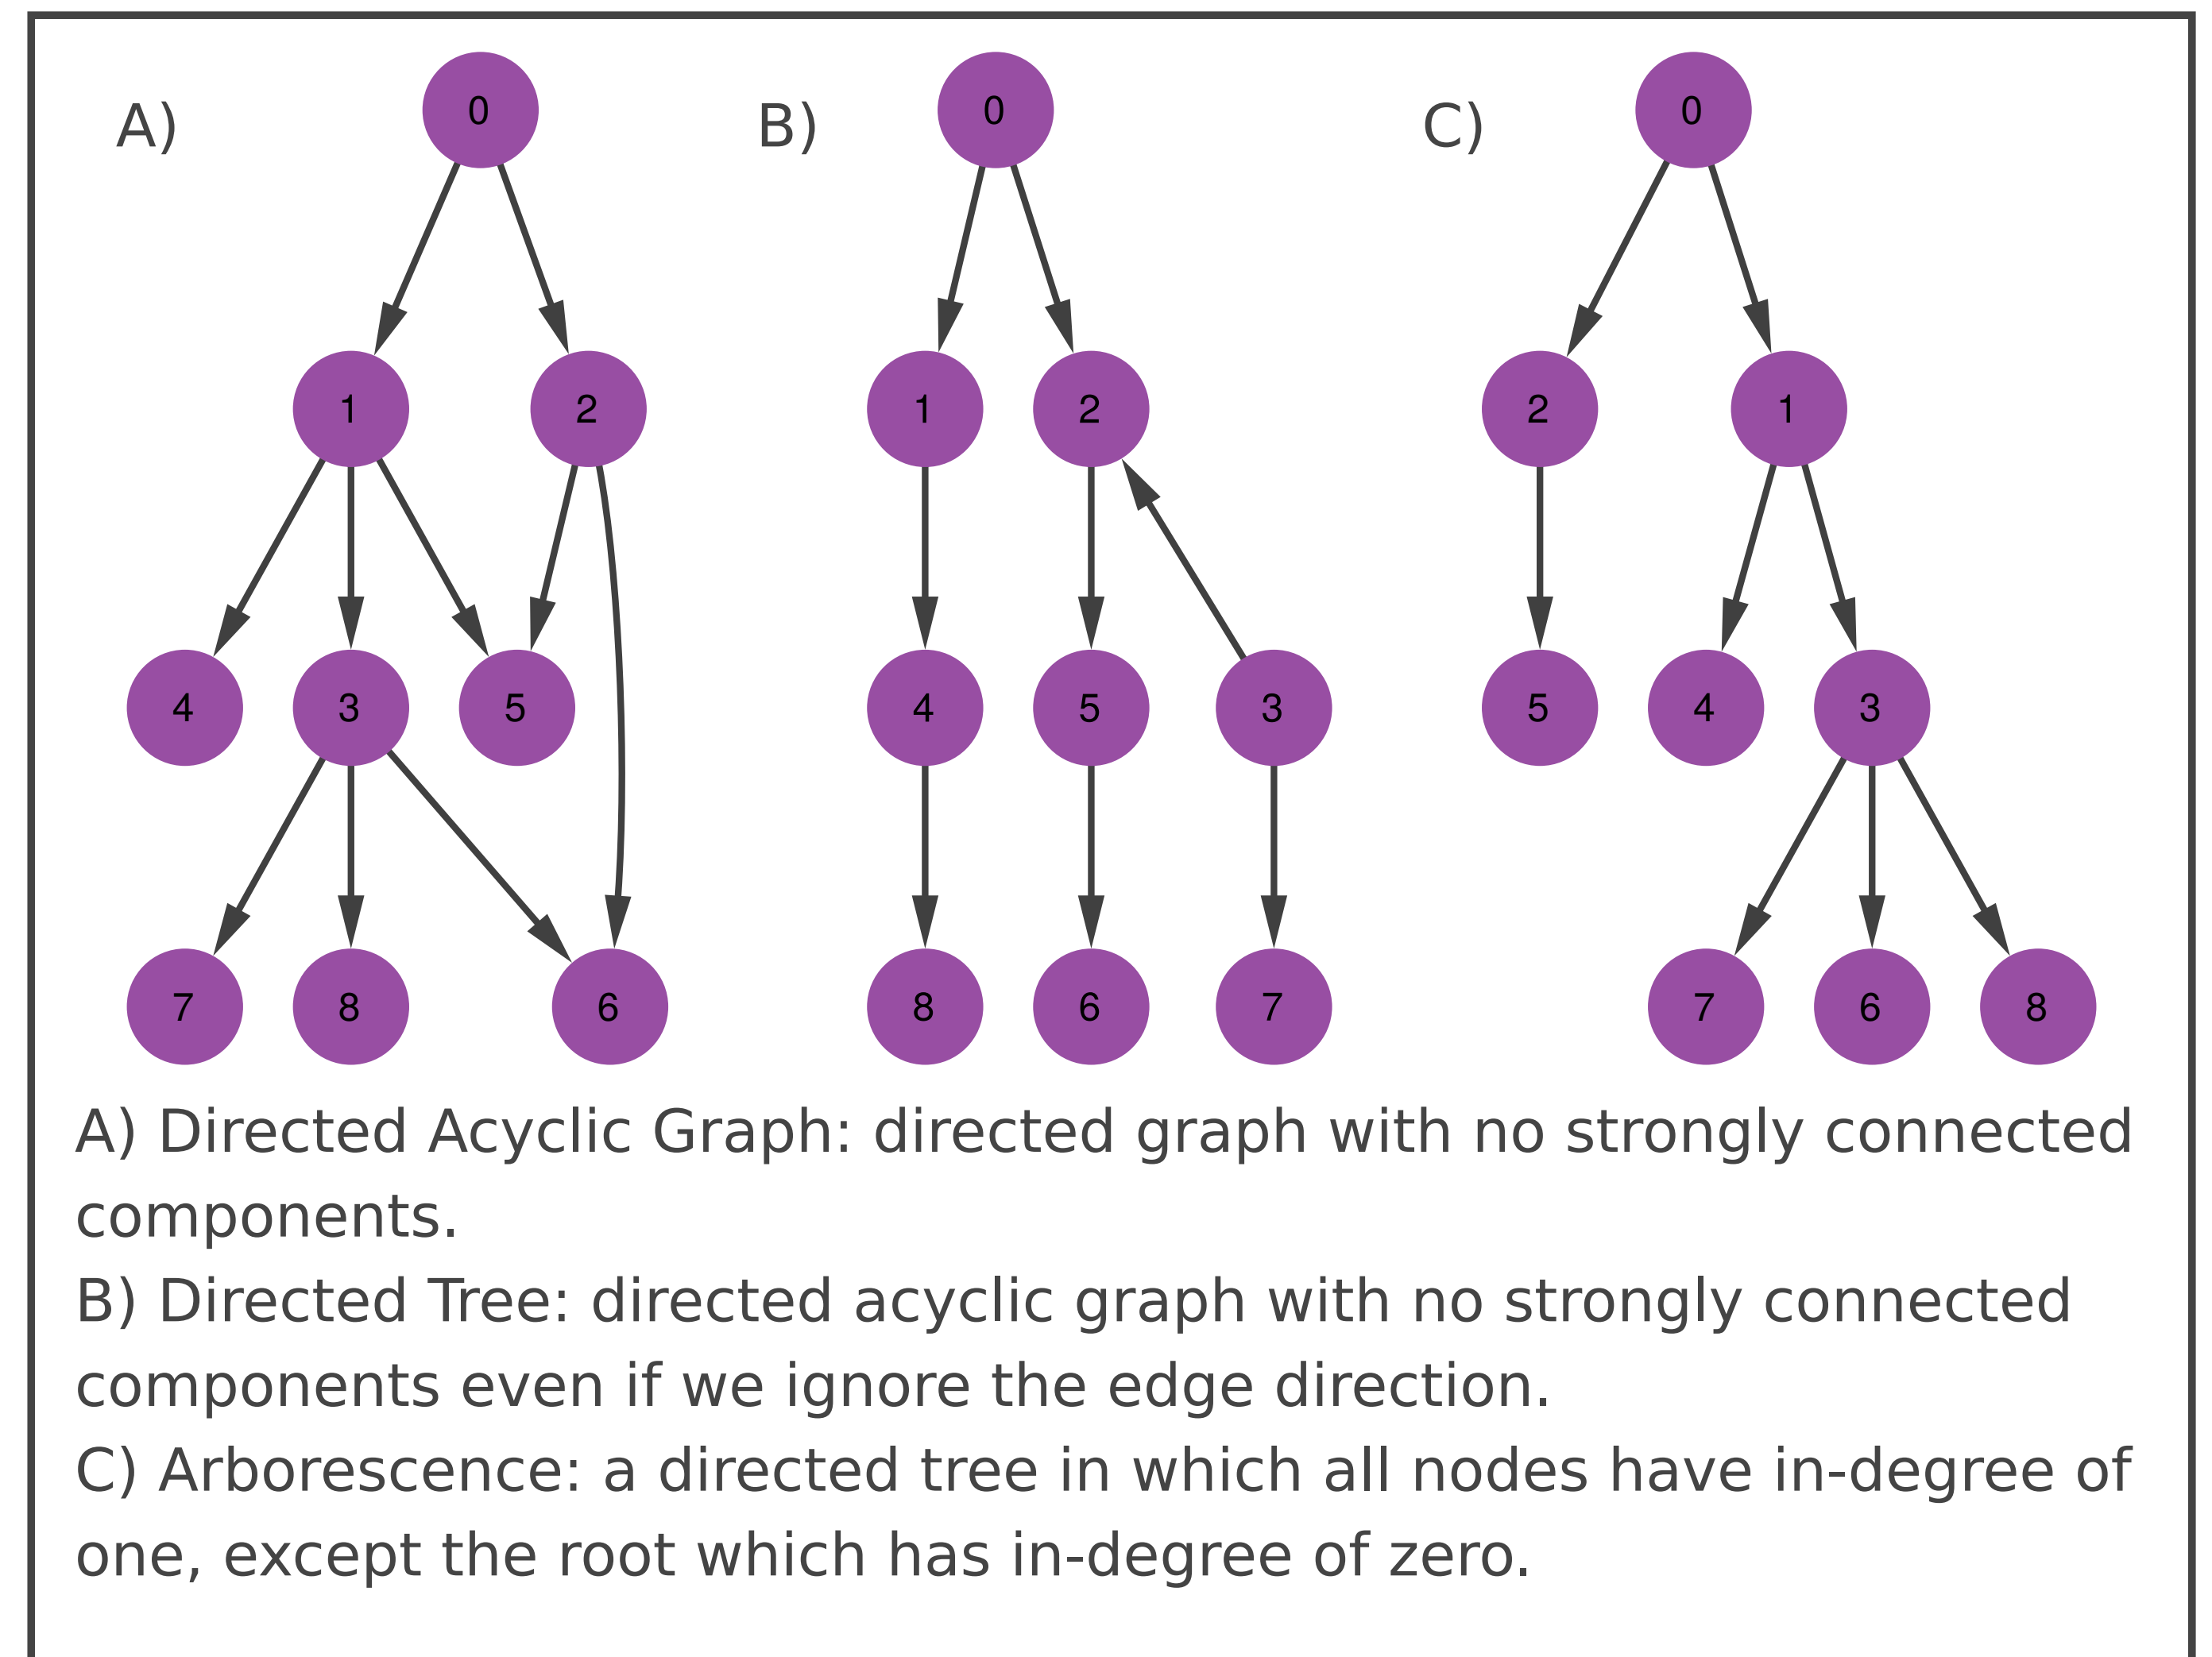 A) 0 B) 0 C) 0
1 2 1 2 2 1
4 3 5 4 5 3 5 4 3
7 8 6 8 6 7 7 6 8
A) Directed Acyclic Graph: directed graph with no strongly connected
components.
B) Directed Tree: directed acyclic graph with no strongly connected
components even if we ignore the edge direction.
C) Arborescence: a directed tree in which all nodes have in-degree of
one, except the root which has in-degree of zero.